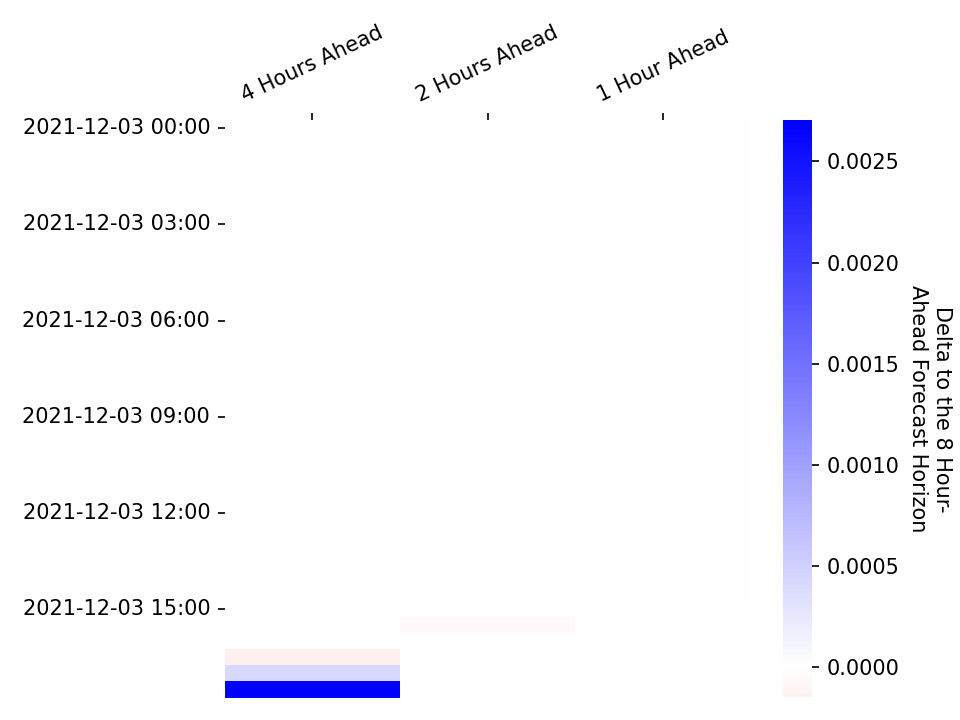 4 Hours Ahead
2 Hours Ahead
1 Hour Ahead
2021-12-03 00:00
2021-12-03 03:00
2021-12-03 06:00
2021-12-03 09:00
2021-12-03 12:00
2021-12-03 15:00
0.0025
0.0020
0.0015
0.0010
0.0005
0.0000
Delta to the 8 Hour-
Ahead Forecast Horizon